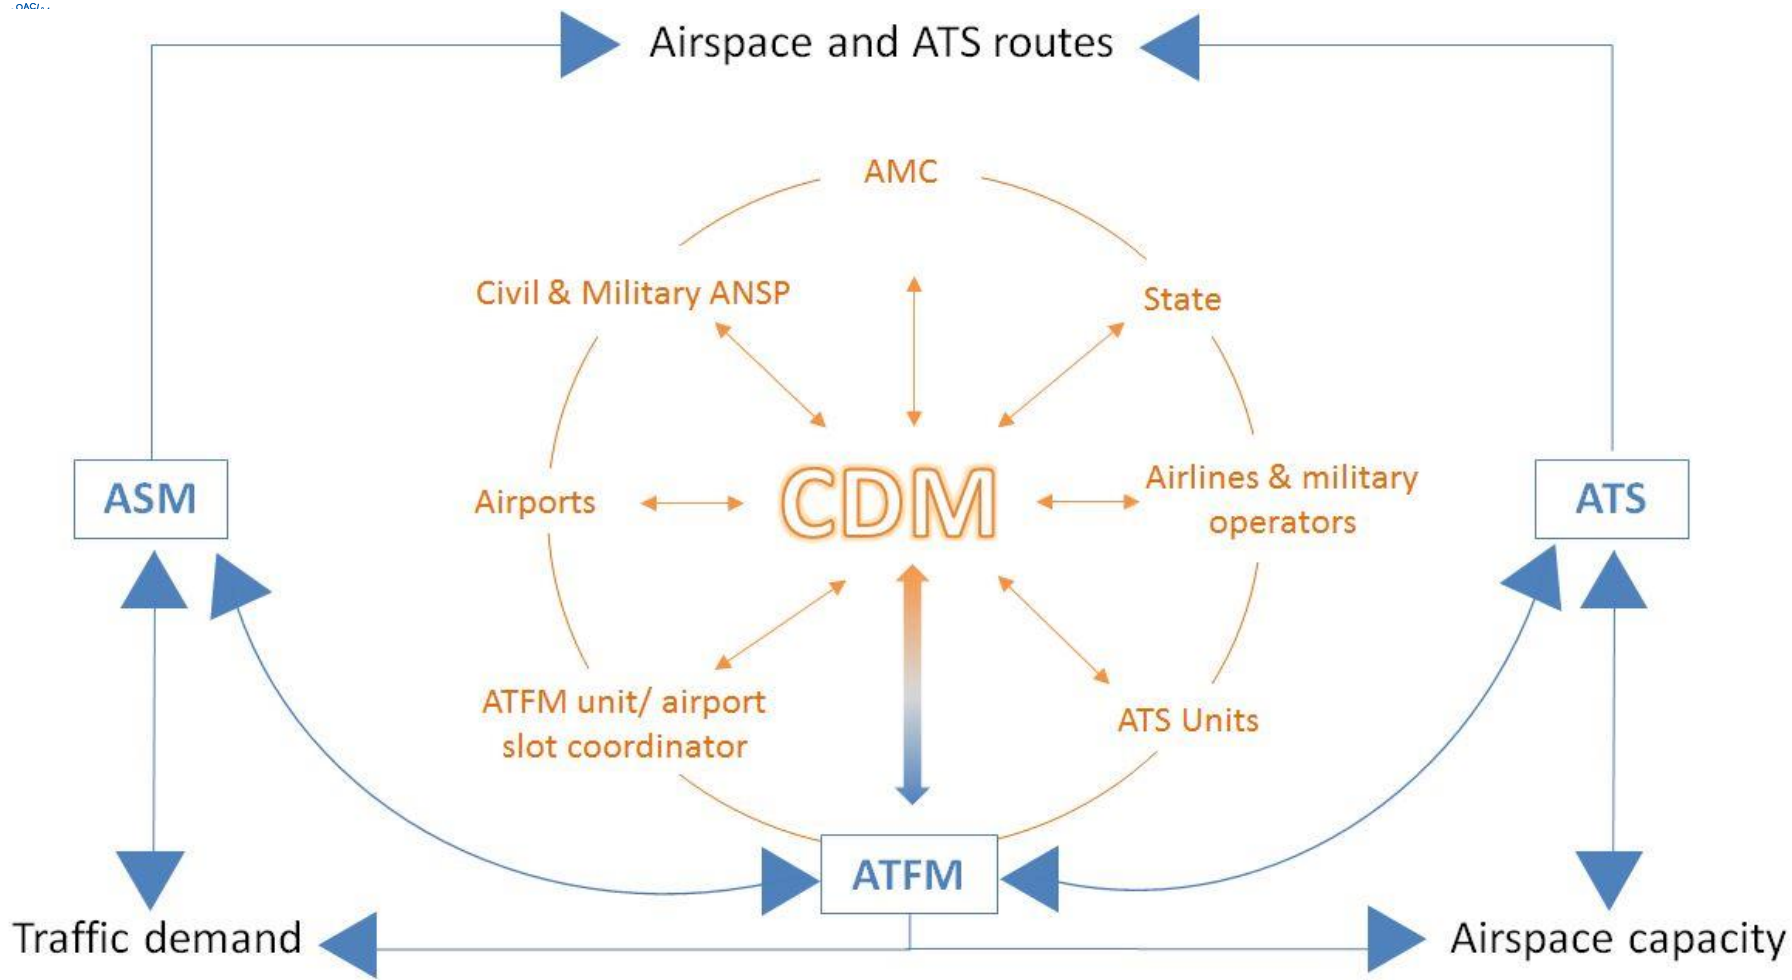 Airspace and ATS routes
AMC
Civil & Military ANSP
State
ASM
Airports
CDM
Airlines & military
operators
ATS
ATFM unit/ airport
slot coordinator
ATS Units
ATFM
Traffic demand
Airspace capacity